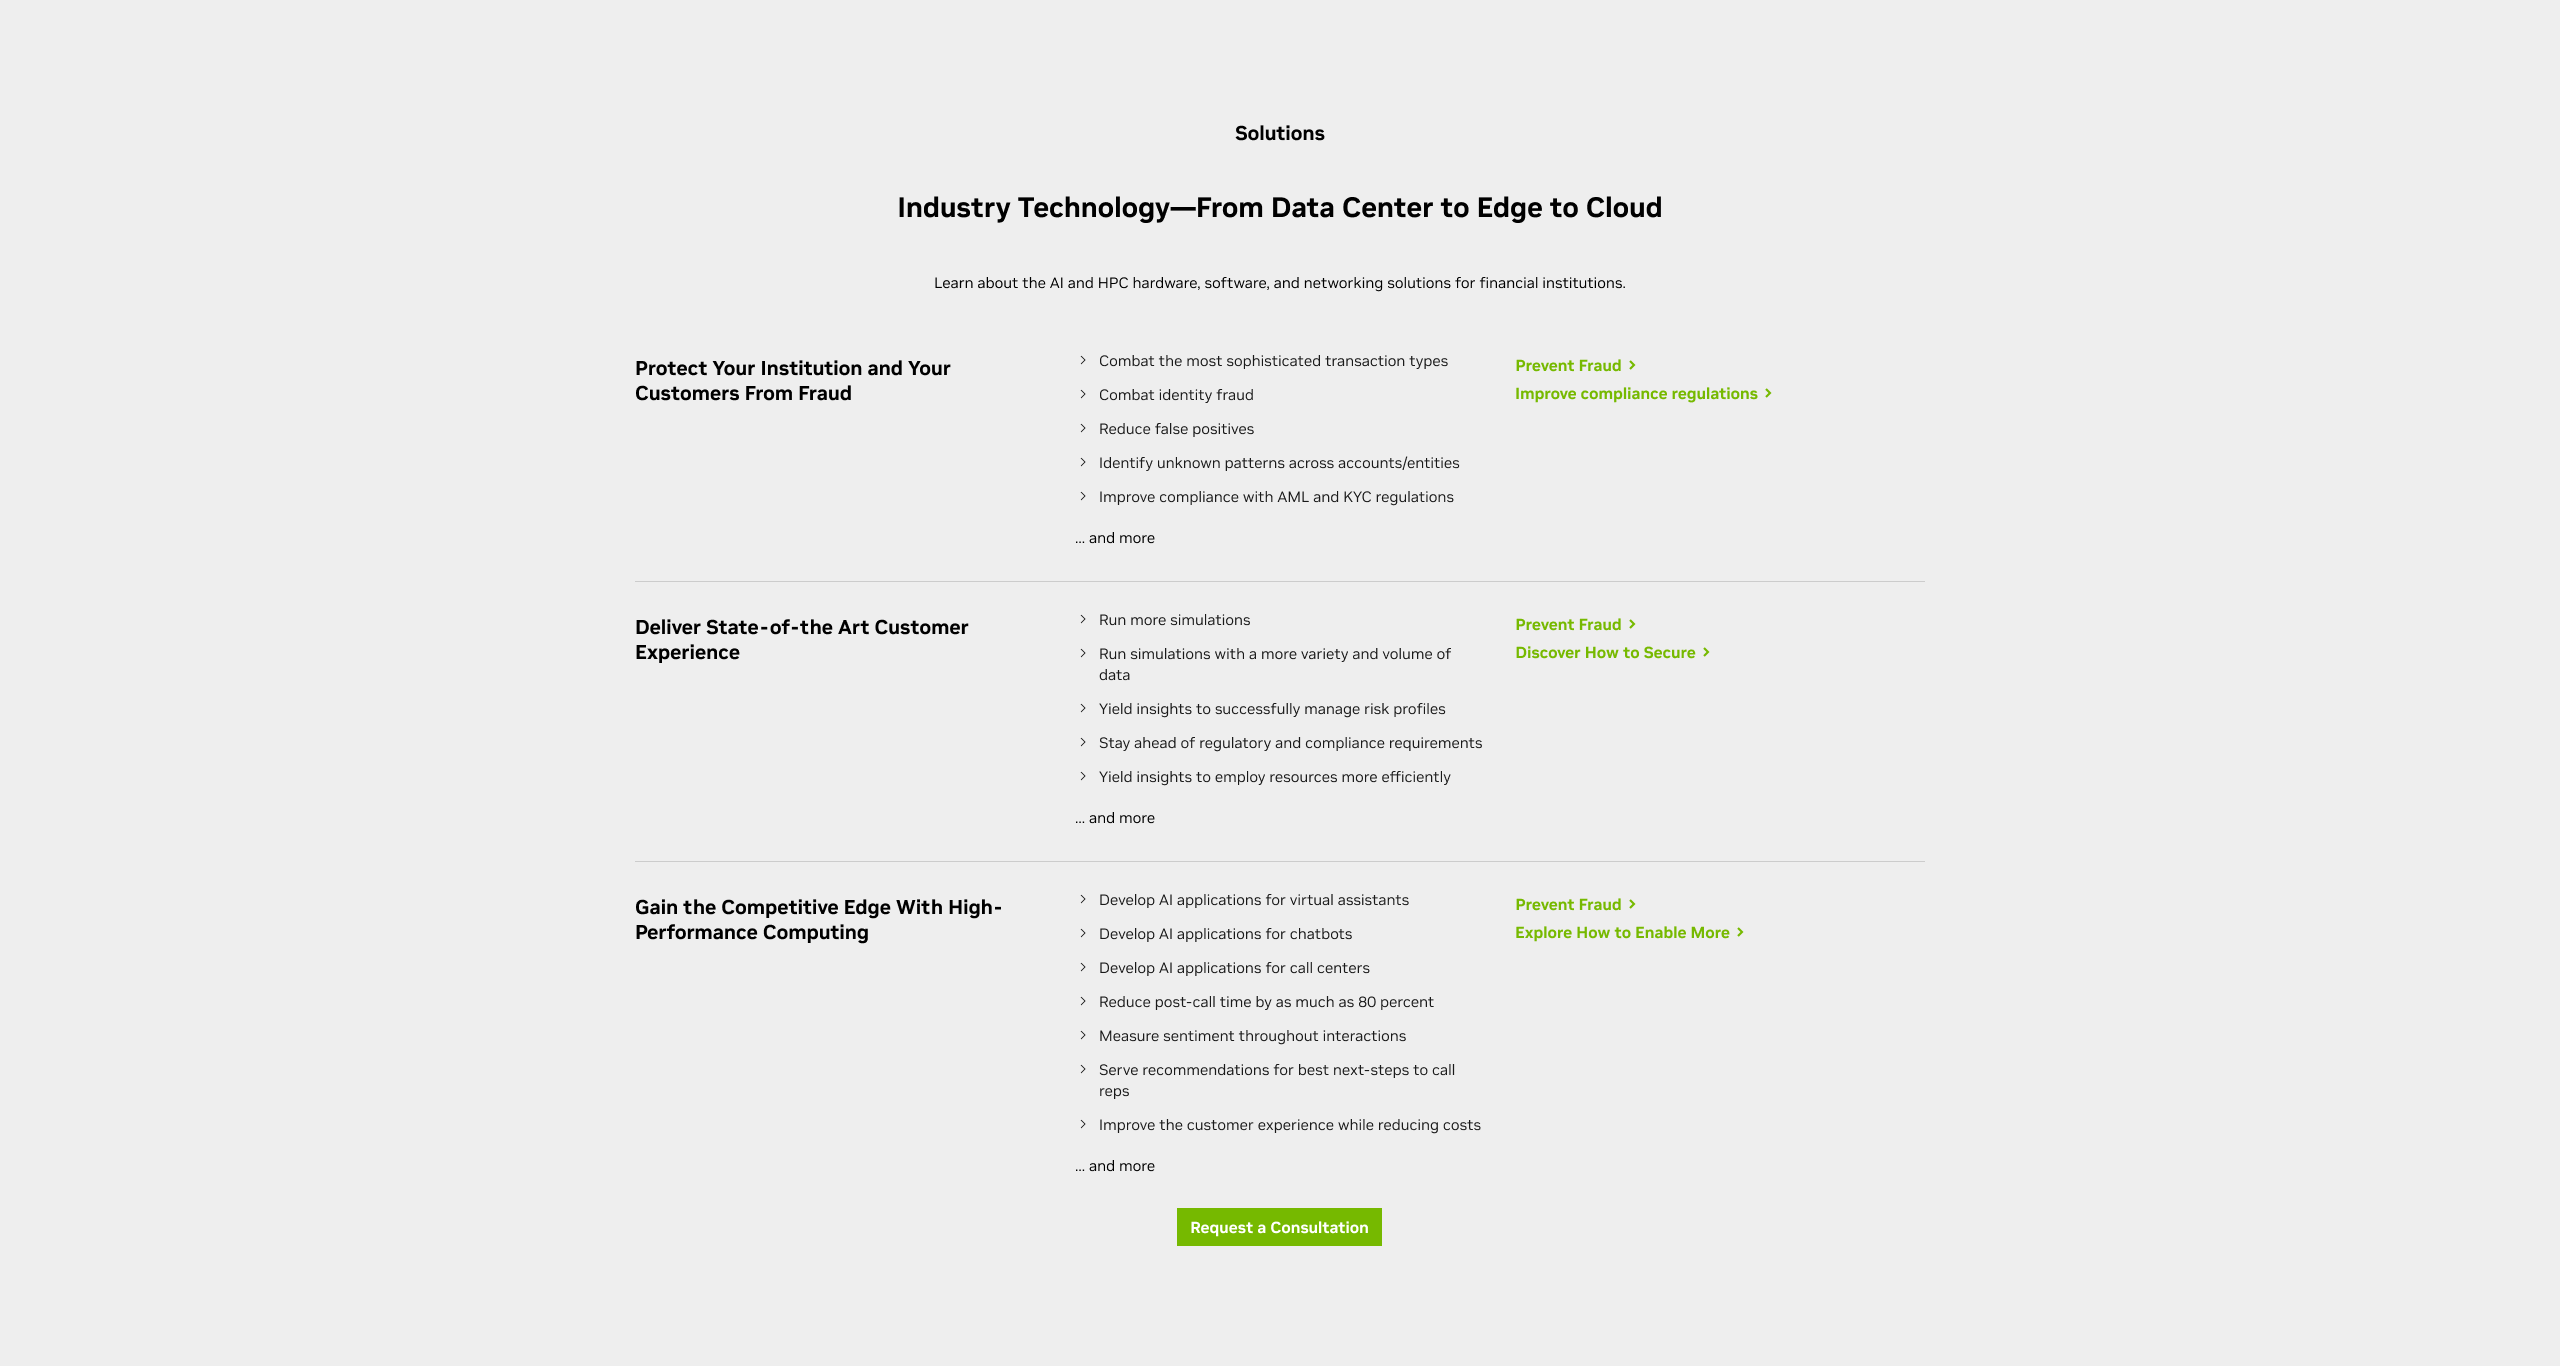 Solutions
Industry Technology—From Data Center to Edge to Cloud
Learn about the AI and HPC hardware, software, and networking solutions for financial institutions.
Protect Your Institution and Your
Customers From Fraud
Combat the most sophisticated transaction types
Combat identity fraud
Reduce false positives
Identify unknown patterns across accounts/entities
Improve compliance with AML and KYC regulations
... and more
Prevent Fraud
Improve compliance regulations
Deliver State-of-the Art Customer
Experience
Run more simulations
Run simulations with a more variety and volume of
data
Yield insights to successfully manage risk profiles
Stay ahead of regulatory and compliance requirements
Yield insights to employ resources more efficiently
... and more
Prevent Fraud
Discover How to Secure
Gain the Competitive Edge With High-
Performance Computing
Develop AI applications for virtual assistants
Develop AI applications for chatbots
Develop AI applications for call centers
Reduce post-call time by as much as 80 percent
Measure sentiment throughout interactions
Serve recommendations for best next-steps to call
reps
Improve the customer experience while reducing costs
... and more
Prevent Fraud
Explore How to Enable More
Request a Consultation